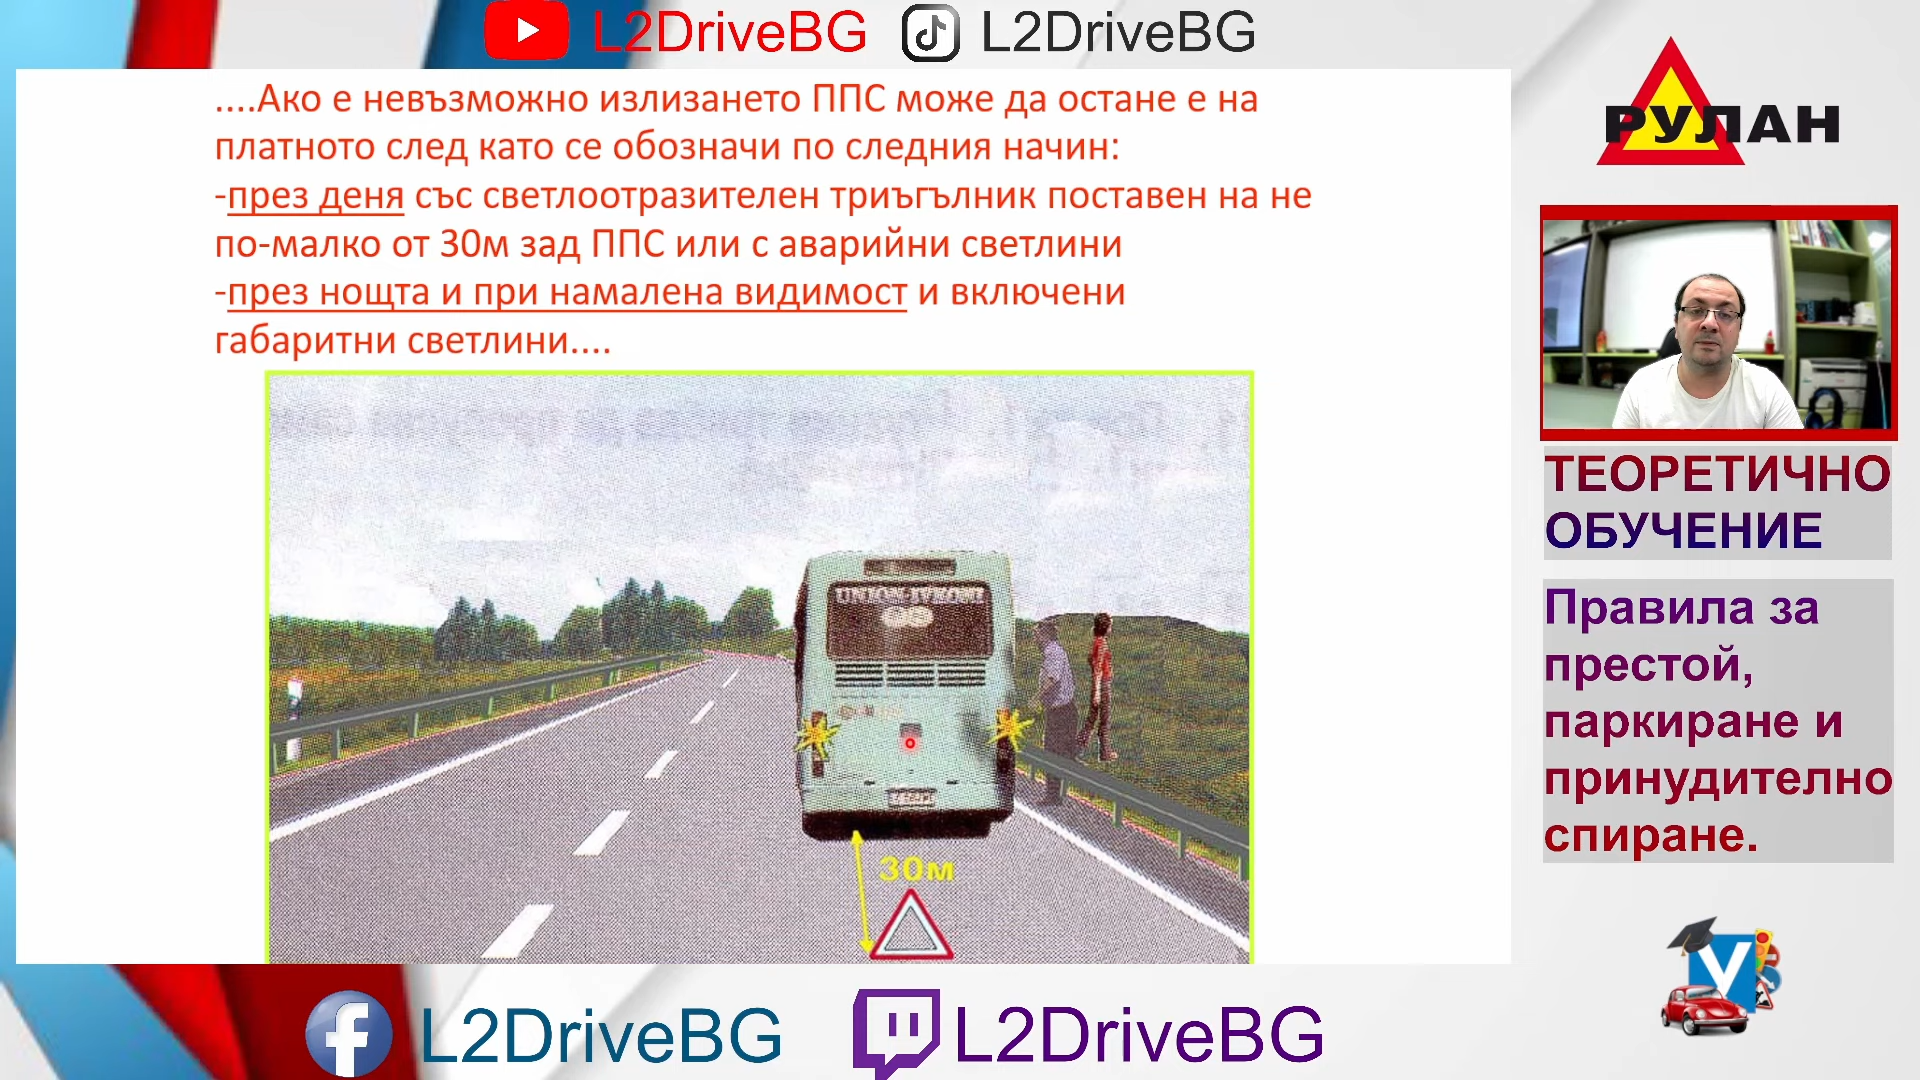 L2DriveBG L2DriveBG
....Ако е невъзможно излизането ППС може да остане е на
платното след като се обозначи по следния начин:
-през деня със светлоотразителен триъгълник поставен на не
по-малко от 30м зад ППС или с аварийни светлини
-през нощта и при намалена видимост и включени
габаритни светлини....
UNION-IVKONI
30м
РУЛАН
ТЕОРЕТИЧНО
ОБУЧЕНИЕ
Правила за
престой,
паркиране и
принудително
спиране.
У
L2DriveBG L2DriveBG